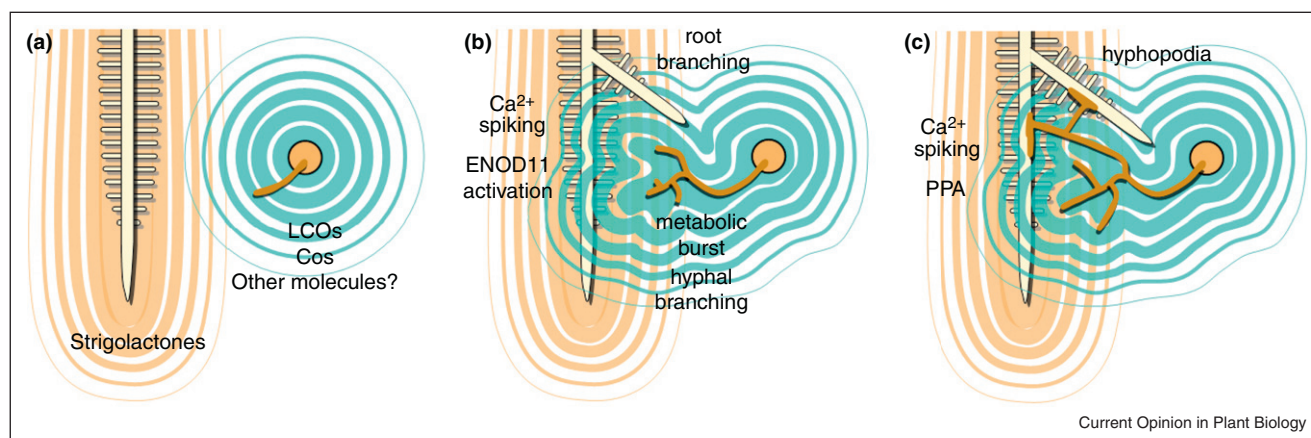 (a)
LCOs
Cos
Other molecules?
Strigolactones
(b)
root
branching
Ca2+
spiking
ENOD11
activation
metabolic
burst
hyphal
branching
(c)
hyphopodia
Ca2+
spiking
PPA
Current Opinion in Plant Biology